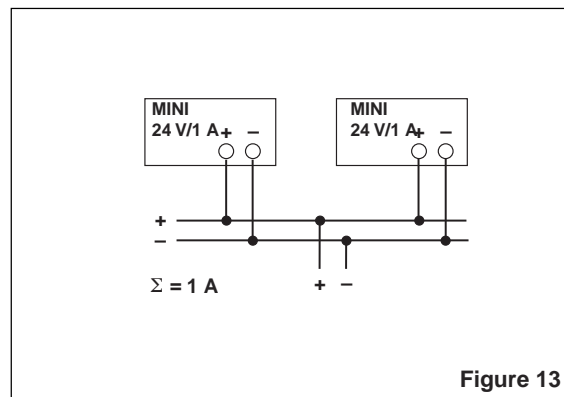 MINI
24 V/1 A + –
MINI
24 V/1 A + –
+
–
Σ = 1 A
+ –
Figure 13